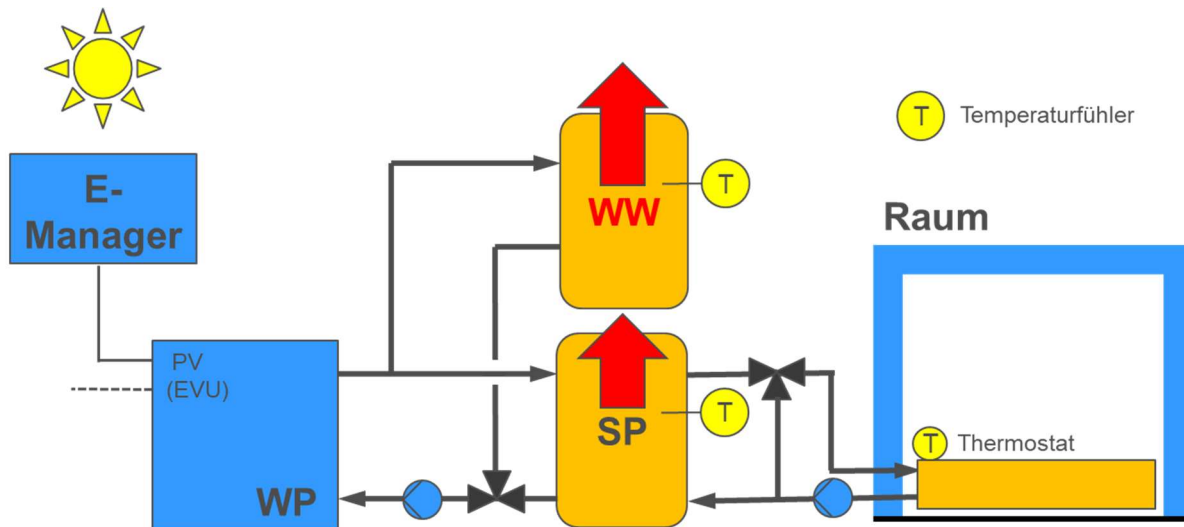 E-
Manager
PV
(EVU)
WP
WW
T
SP
T
T
Temperaturfühler
Raum
T
Thermostat